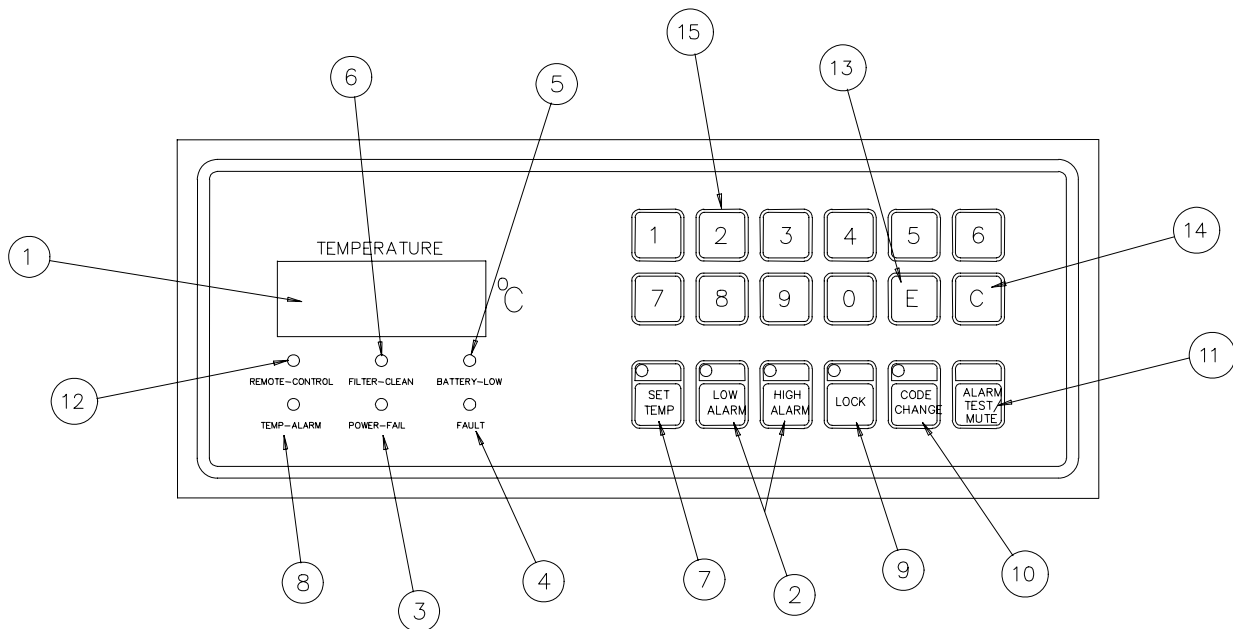 15
6
5
13
TEMPERATURE
1
°C
1 2 3 4 5 6
7 8 9 0 E C
14
REMOTE-CONTROL FILTER-CLEAN BATTERY-LOW
TEMP-ALARM POWER-FAIL FAULT
12
SET
TEMP
LOW
ALARM
HIGH
ALARM
LOCK
CODE
CHANGE
ALARM
TEST/
MUTE
11
8
3
4
7
2
9
10